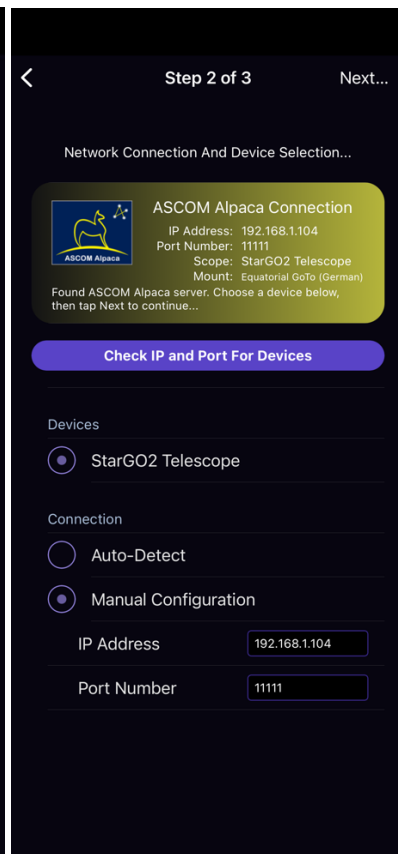 Step 2 of 3 Next...
Network Connection And Device Selection...
ASCOM Alpaca Connection
IP Address: 192.168.1.104
Port Number: 11111
Scope: StarGO2 Telescope
Mount: Equatorial GoTo (German)
ASCOM Alpaca
Found ASCOM Alpaca server. Choose a device below,
then tap Next to continue...
Check IP and Port For Devices
Devices
StarGO2 Telescope
Connection
Auto-Detect
Manual Configuration
IP Address 192.168.1.104
Port Number 11111